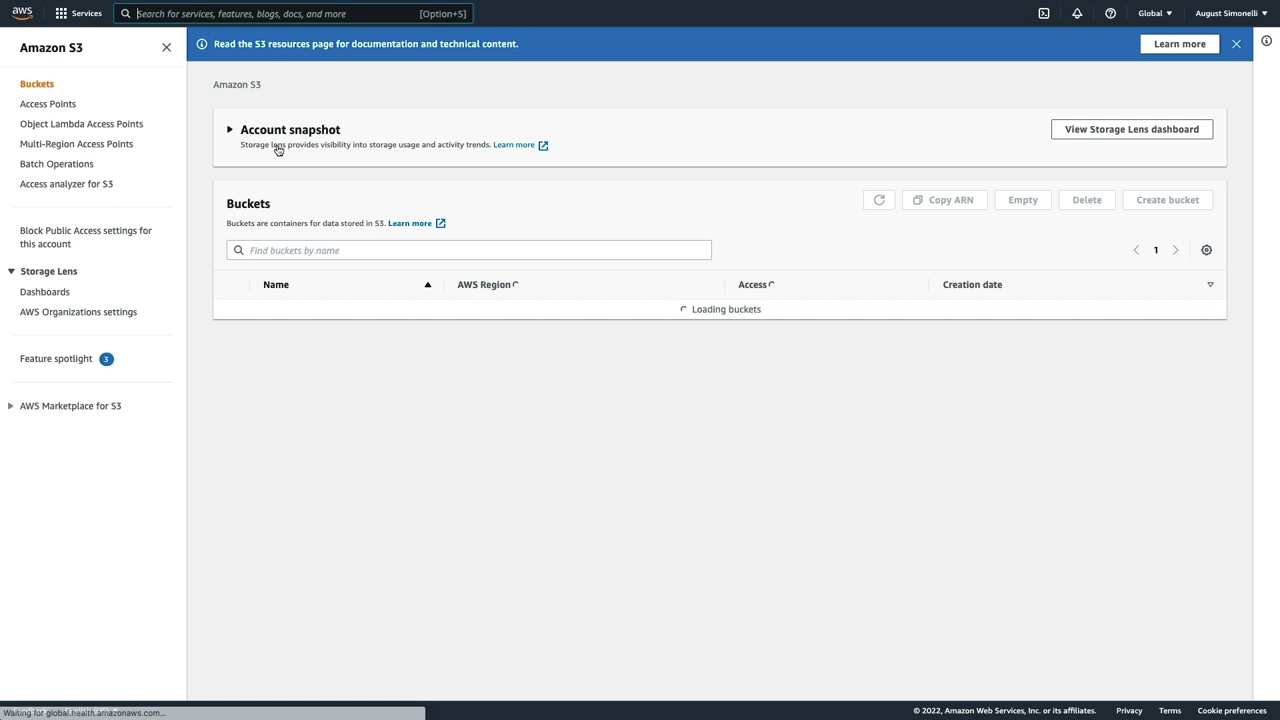 aws
Services
Search for services, features, blogs, docs, and more
[Option+S]
Global ▼
August Simonelli ▼
Amazon S3
Read the S3 resources page for documentation and technical content.
Learn more
Buckets
Access Points
Object Lambda Access Points
Multi-Region Access Points
Batch Operations
Access analyzer for S3
Block Public Access settings for
this account
Storage Lens
Dashboards
AWS Organizations settings
Feature spotlight 3
AWS Marketplace for S3
Amazon S3
Account snapshot
Storage lens provides visibility into storage usage and activity trends. Learn more
View Storage Lens dashboard
Buckets
Buckets are containers for data stored in S3. Learn more
Copy ARN
Empty
Delete
Create bucket
Find buckets by name
1
Name
AWS Region
Access
Creation date
Loading buckets
Waiting for global.health.amazonaws.com...
© 2022, Amazon Web Services, Inc. or its affiliates.
Privacy
Terms
Cookie preferences